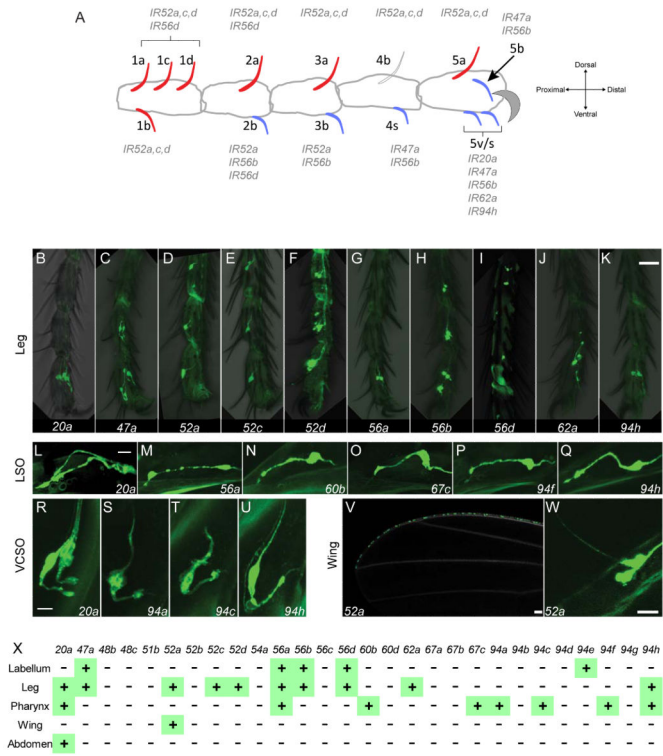 A
IR52a,c,d
IR56d
IR52a,c,d
IR56d
IR52a,c,d
IR52a,c,d
IR52a,c,d
IR47a
IR56b
1a 1c 1d 2a 3a 4b 5a 5b
Dorsal
Proximal Distal
Ventral
1b 2b 3b 4s 5v/s
IR52a,c,d
IR52a
IR56b
IR56d
IR52a
IR56b
IR47a
IR56b
IR20a
IR47a
IR56b
IR62a
IR94h
B C D E F G H I J K
Leg
20a 47a 52a 52c 52d 56a 56b 56d 62a 94h
L M N O P Q
LSO
20a 56a 60b 67c 94f 94h
R S T U V W
VCSO
Wing
20a 94a 94c 94h 52a 52a
X 20a 47a 48b 48c 51b 52a 52b 52c 52d 54a 56a 56b 56c 56d 60b 60d 62a 67a 67b 67c 94a 94b 94c 94d 94e 94f 94g 94h
Labellum - + - - - - - - - - + + - + - - - - - - - - - - + - - -
Leg + + - - - + - + + - + + - + - - + - - - - - - - - - - +
Pharynx + - - - - - - - - - + - - - + - - - - + + - + - - + - +
Wing - - - - - + - - - - - - - - - - - - - - - - - - - - - -
Abdomen + - - - - - - - - - - - - - - - - - - - - - - - - - - -